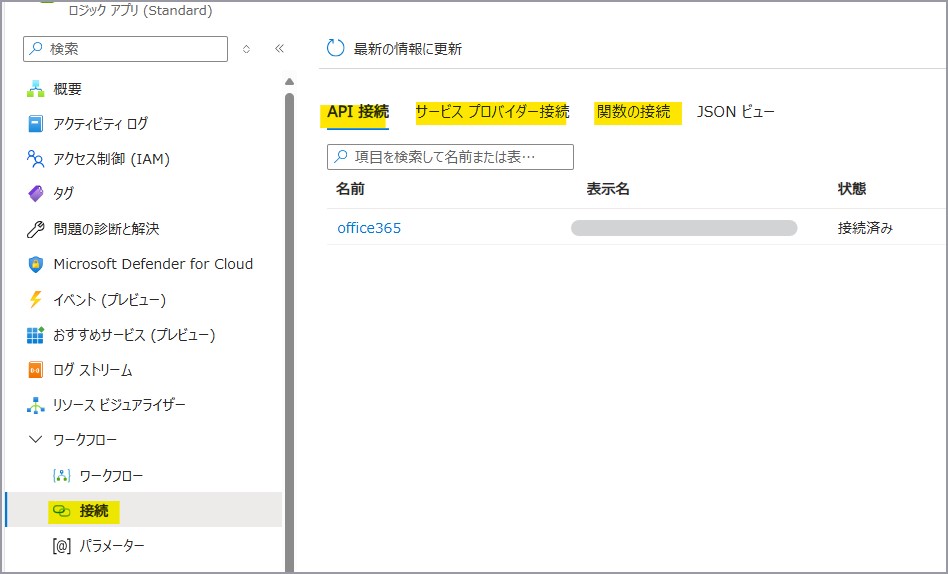 ロジック アプリ (Standard)
検索
最新の情報に更新
概要
アクティビティ ログ
アクセス制御 (IAM)
タグ
問題の診断と解決
Microsoft Defender for Cloud
イベント (プレビュー)
おすすめサービス (プレビュー)
ログ ストリーム
リソース ビジュアライザー
ワークフロー
ワークフロー
接続
パラメーター
API 接続 サービス プロバイダー接続 関数の接続 JSON ビュー
項目を検索して名前または表…
名前 表示名 状態
office365 接続済み